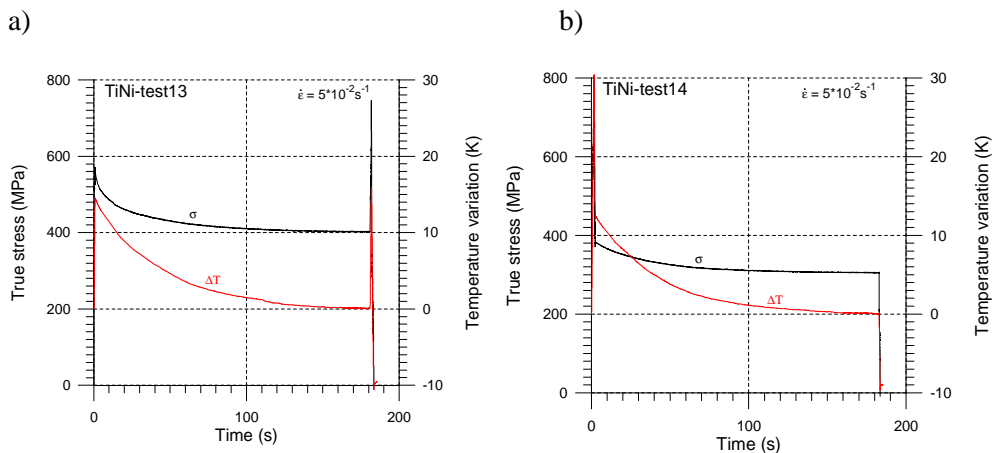 a)
b)
TiNi-test13
ε̇ = 5*10⁻²s⁻¹
800
600
400
200
0
True stress (MPa)
30
20
10
0
-10
Temperature variation (K)
σ
ΔT
0
100
200
Time (s)
TiNi-test14
ε̇ = 5*10⁻²s⁻¹
800
600
400
200
0
True stress (MPa)
30
20
10
0
-10
Temperature variation (K)
σ
ΔT
0
100
200
Time (s)